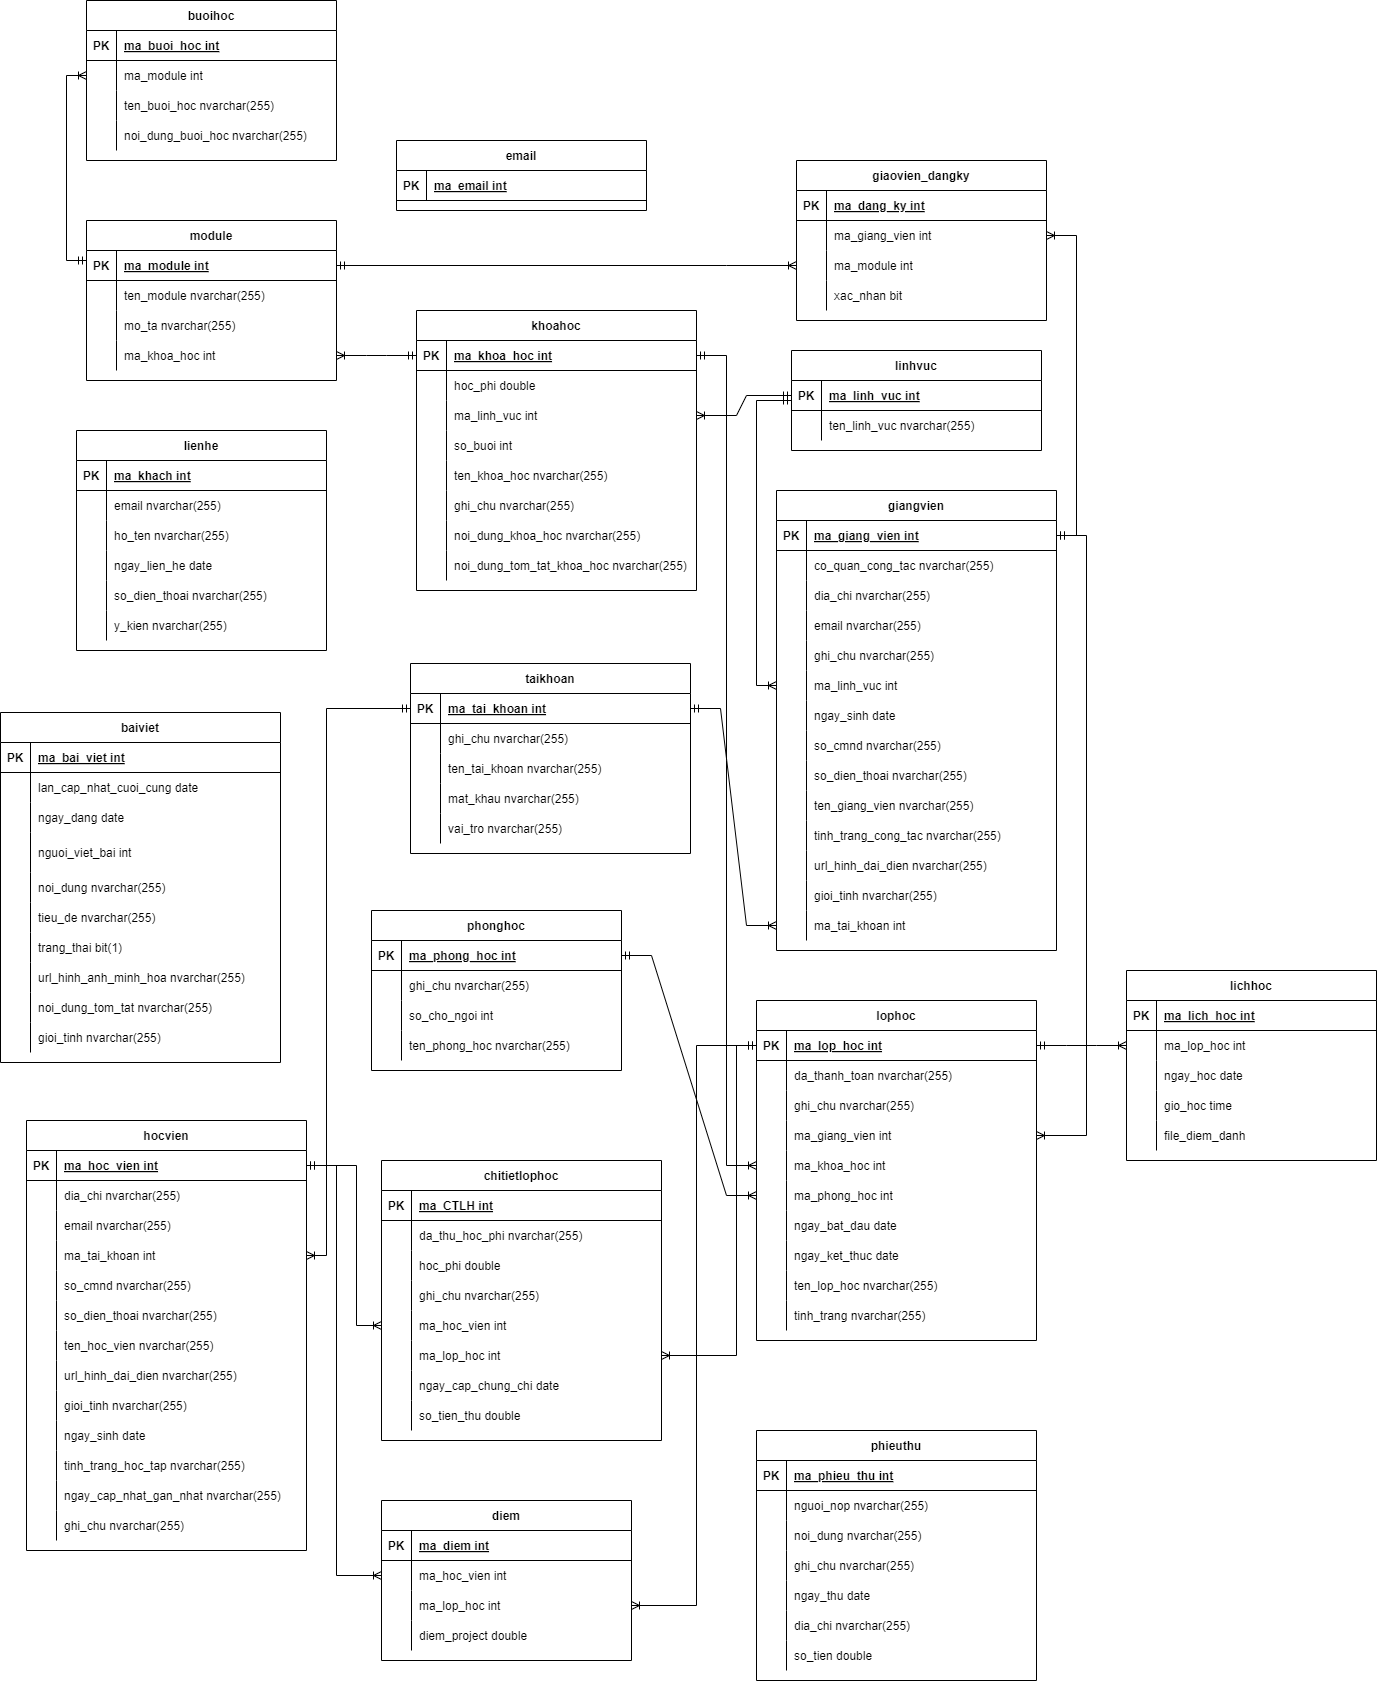 buoihoc
PK ma_buoi_hoc int
ma_module int
ten_buoi_hoc nvarchar(255)
noi_dung_buoi_hoc nvarchar(255)
email
PK ma_email int
giaovien_dangky
PK ma_dang_ky int
ma_giang_vien int
ma_module int
xac_nhan bit
module
PK ma_module int
ten_module nvarchar(255)
mo_ta nvarchar(255)
ma_khoa_hoc int
khoahoc
PK ma_khoa_hoc int
hoc_phi double
ma_linh_vuc int
so_buoi int
ten_khoa_hoc nvarchar(255)
ghi_chu nvarchar(255)
noi_dung_khoa_hoc nvarchar(255)
noi_dung_tom_tat_khoa_hoc nvarchar(255)
linhvuc
PK ma_linh_vuc int
ten_linh_vuc nvarchar(255)
lienhe
PK ma_khach int
email nvarchar(255)
ho_ten nvarchar(255)
ngay_lien_he date
so_dien_thoai nvarchar(255)
y_kien nvarchar(255)
giangvien
PK ma_giang_vien int
co_quan_cong_tac nvarchar(255)
dia_chi nvarchar(255)
email nvarchar(255)
ghi_chu nvarchar(255)
ma_linh_vuc int
ngay_sinh date
so_cmnd nvarchar(255)
so_dien_thoai nvarchar(255)
ten_giang_vien nvarchar(255)
tinh_trang_cong_tac nvarchar(255)
url_hinh_dai_dien nvarchar(255)
gioi_tinh nvarchar(255)
ma_tai_khoan int
taikhoan
PK ma_tai_khoan int
ghi_chu nvarchar(255)
ten_tai_khoan nvarchar(255)
mat_khau nvarchar(255)
vai_tro nvarchar(255)
baiviet
PK ma_bai_viet int
lan_cap_nhat_cuoi_cung date
ngay_dang date
nguoi_viet_bai int
noi_dung nvarchar(255)
tieu_de nvarchar(255)
trang_thai bit(1)
url_hinh_anh_minh_hoa nvarchar(255)
noi_dung_tom_tat nvarchar(255)
gioi_tinh nvarchar(255)
phonghoc
PK ma_phong_hoc int
ghi_chu nvarchar(255)
so_cho_ngoi int
ten_phong_hoc nvarchar(255)
lophoc
PK ma_lop_hoc int
da_thanh_toan nvarchar(255)
ghi_chu nvarchar(255)
ma_giang_vien int
ma_khoa_hoc int
ma_phong_hoc int
ngay_bat_dau date
ngay_ket_thuc date
ten_lop_hoc nvarchar(255)
tinh_trang nvarchar(255)
lichhoc
PK ma_lich_hoc int
ma_lop_hoc int
ngay_hoc date
gio_hoc time
file_diem_danh
hocvien
PK ma_hoc_vien int
dia_chi nvarchar(255)
email nvarchar(255)
ma_tai_khoan int
so_cmnd nvarchar(255)
so_dien_thoai nvarchar(255)
ten_hoc_vien nvarchar(255)
url_hinh_dai_dien nvarchar(255)
gioi_tinh nvarchar(255)
ngay_sinh date
tinh_trang_hoc_tap nvarchar(255)
ngay_cap_nhat_gan_nhat nvarchar(255)
ghi_chu nvarchar(255)
chitietlophoc
PK ma_CTLH int
da_thu_hoc_phi nvarchar(255)
hoc_phi double
ghi_chu nvarchar(255)
ma_hoc_vien int
ma_lop_hoc int
ngay_cap_chung_chi date
so_tien_thu double
diem
PK ma_diem int
ma_hoc_vien int
ma_lop_hoc int
diem_project double
phieuthu
PK ma_phieu_thu int
nguoi_nop nvarchar(255)
noi_dung nvarchar(255)
ghi_chu nvarchar(255)
ngay_thu date
dia_chi nvarchar(255)
so_tien double